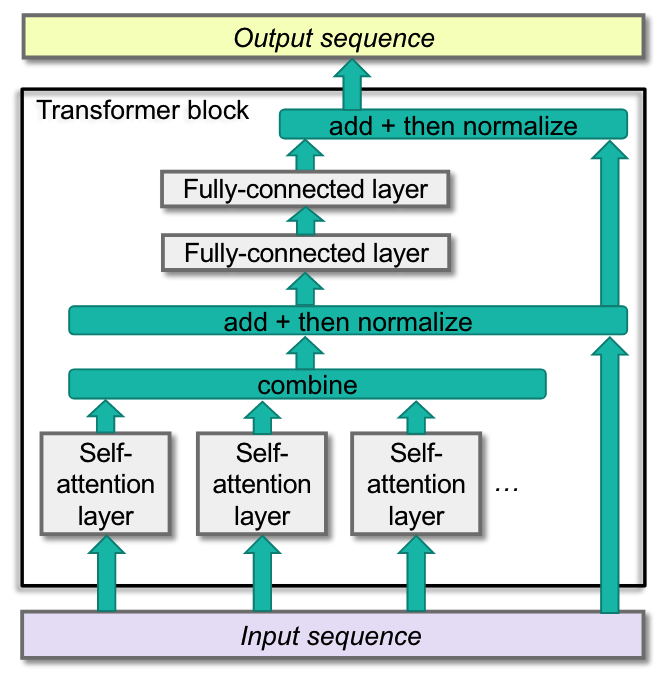 Output sequence
Transformer block
add + then normalize
Fully-connected layer
Fully-connected layer
add + then normalize
combine
Self-
attention
layer
Self-
attention
layer
Self-
attention
layer
...
Input sequence